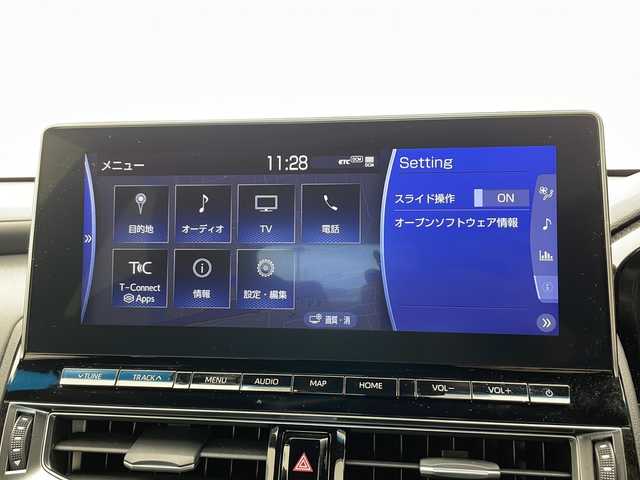 メニュー
11:28
ETC DCM
DCM
Setting
目的地
オーディオ
TV
電話
スライド操作
ON
オープンソフトウェア情報
T-Connect
Apps
情報
設定・編集
画質・消
TUNE
TRACK
MENU
AUDIO
MAP
HOME
VOL−
VOL+